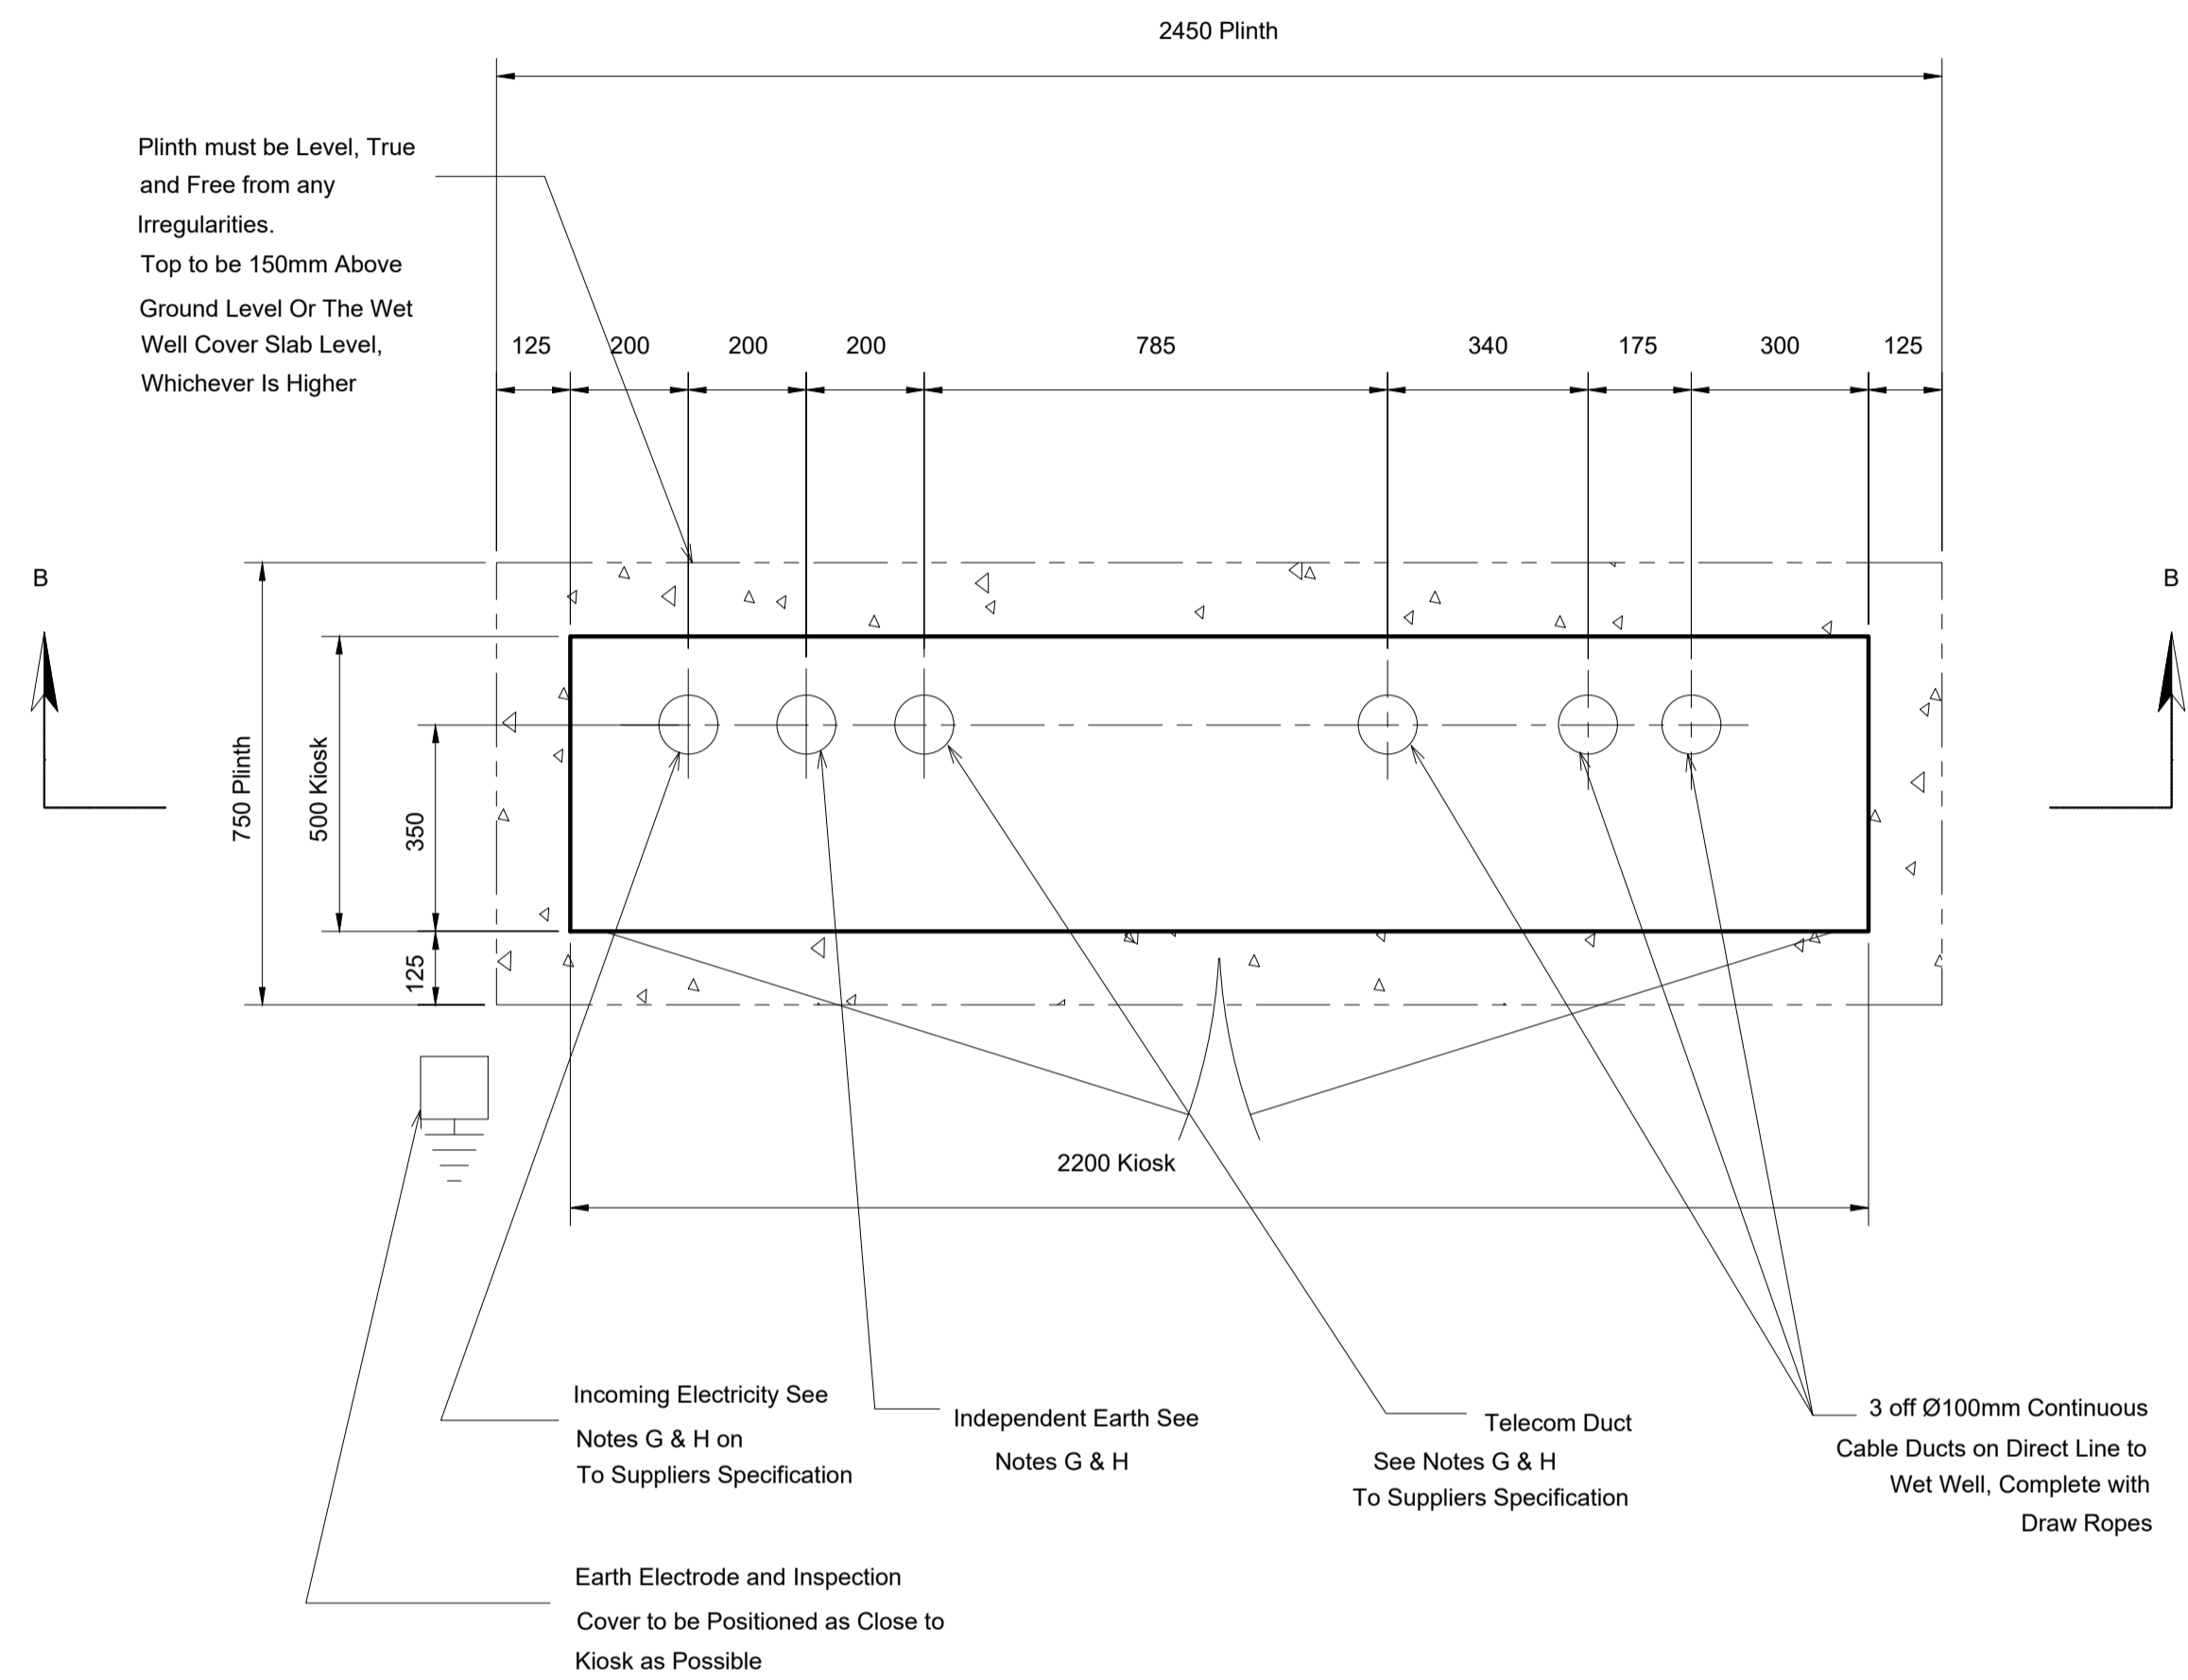 2450 Plinth
Plinth must be Level, True
and Free from any
Irregularities.
Top to be 150mm Above
Ground Level Or The Wet
Well Cover Slab Level,
Whichever Is Higher
125 200 200 200 785 340 175 300 125
B
B
750 Plinth
500 Kiosk
350
125
2200 Kiosk
Incoming Electricity See
Notes G & H on
To Suppliers Specification
Independent Earth See
Notes G & H
Telecom Duct
See Notes G & H
To Suppliers Specification
3 off Ø100mm Continuous
Cable Ducts on Direct Line to
Wet Well, Complete with
Draw Ropes
Earth Electrode and Inspection
Cover to be Positioned as Close to
Kiosk as Possible